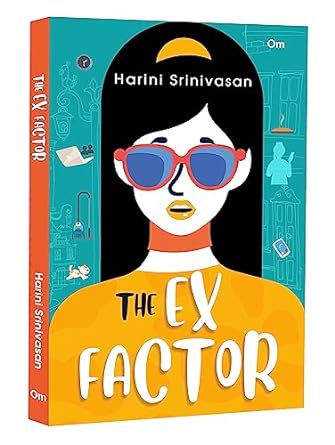 Om
Harini Srinivasan
THE EX
FACTOR
THE EX FACTOR
Harini Srinivasan
Om